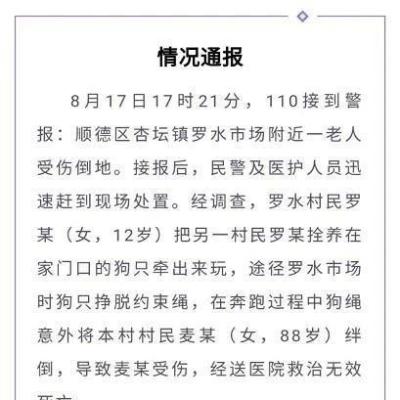 情况通报
8月17日17时21分，110接到警
报：顺德区杏坛镇罗水市场附近一老人
受伤倒地。接报后，民警及医护人员迅
速赶到现场处置。经调查，罗水村民罗
某（女，12岁）把另一村民罗某拴养在
家门口的狗只牵出来玩，途径罗水市场
时狗只挣脱约束绳，在奔跑过程中狗绳
意外将本村村民麦某（女，88岁）绊
倒，导致麦某受伤，经送医院救治无效